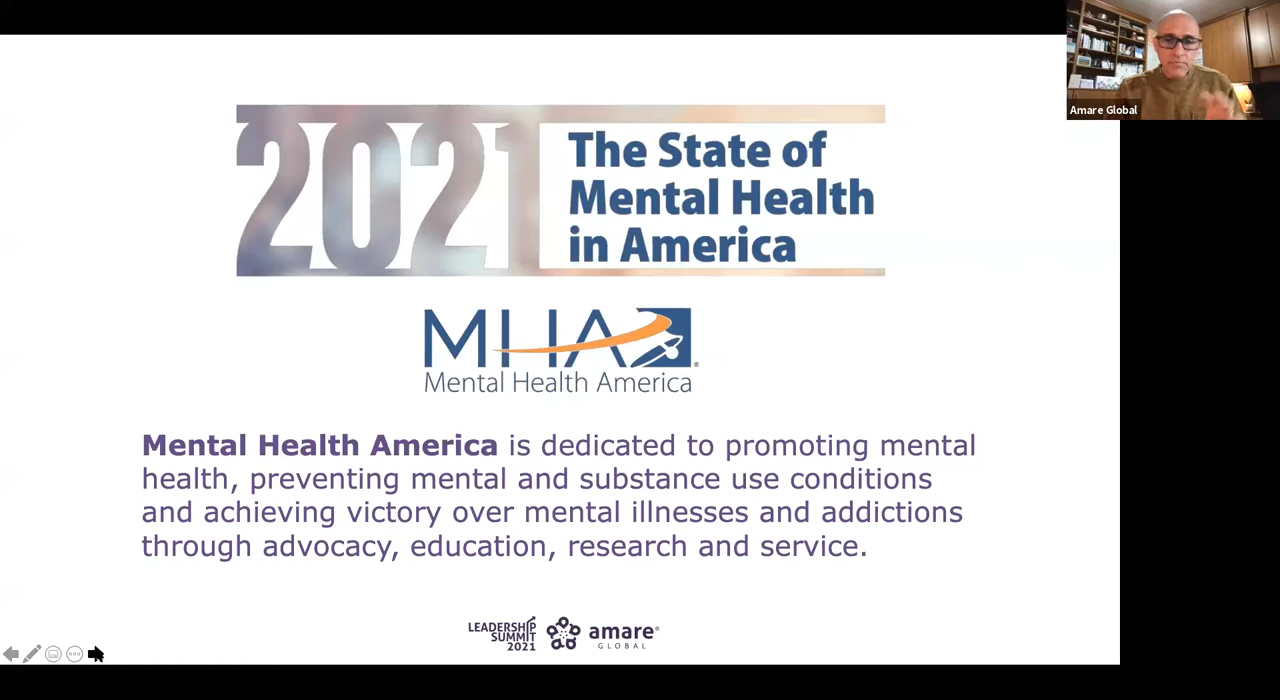 Amare Global
2021
The State of
Mental Health
in America
MHA
Mental Health America
Mental Health America is dedicated to promoting mental
health, preventing mental and substance use conditions
and achieving victory over mental illnesses and addictions
through advocacy, education, research and service.
LEADERSHIP
SUMMIT
2021
amare®
GLOBAL